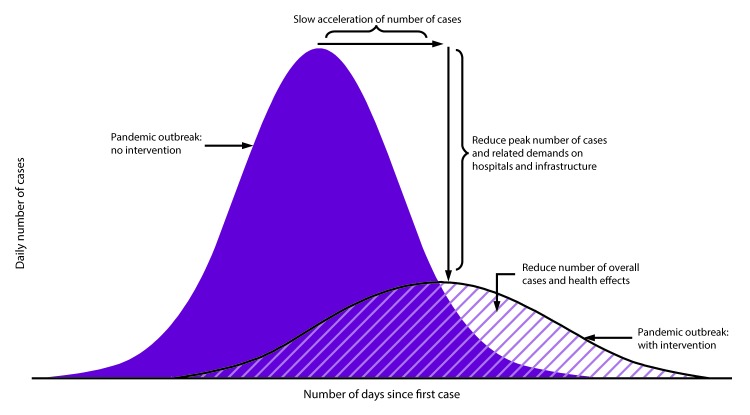 Slow acceleration of number of cases
Pandemic outbreak:
no intervention
Reduce peak number of cases
and related demands on
hospitals and infrastructure
Daily number of cases
Reduce number of overall
cases and health effects
Pandemic outbreak:
with intervention
Number of days since first case